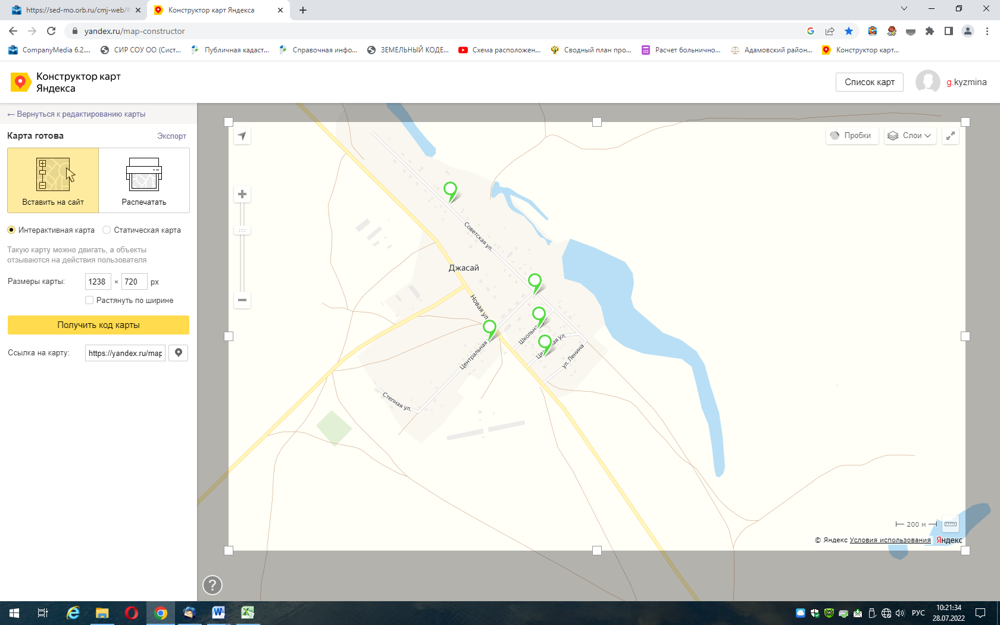 https://sed-mo.orb.ru/cmj-web/
Конструктор карт Яндекса
yandex.ru/map-constructor
CompanyMedia 6.2....
СИР СОУ ОО (Сист...
Публичная кадаст...
Справочная инфо...
ЗЕМЕЛЬНЫЙ КОДЕ...
Схема расположен...
Сводный план про...
Расчет больнично...
Адамовский район...
Конструктор карт...
Конструктор карт
Яндекса
Список карт
g.kyzmina
← Вернуться к редактированию карты
Карта готова
Экспорт
Вставить на сайт
Распечатать
Интерактивная карта
Статическая карта
Такую карту можно двигать, а объекты
отзываются на действия пользователя
Размеры карты:
1238 × 720 px
Растянуть по ширине
Получить код карты
Ссылка на карту:
https://yandex.ru/map
Пробки
Слои
Советская ул.
Джасай
Новая ул.
Центральная
ул. Ленина
Степная ул.
200 м
© Яндекс Условия использования
Яндекс
?
РУС
10:21:34
28.07.2022